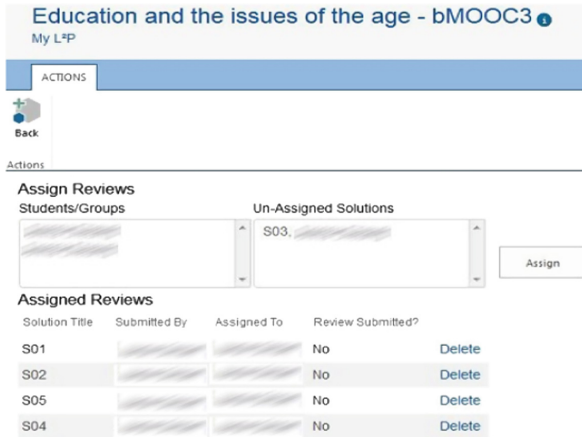 Education and the issues of the age - bMOOC3
My L²P
ACTIONS
Back
Actions
Assign Reviews
Students/Groups Un-Assigned Solutions
S03,
Assign
Assigned Reviews
Solution Title Submitted By Assigned To Review Submitted?
S01 No Delete
S02 No Delete
S05 No Delete
S04 No Delete